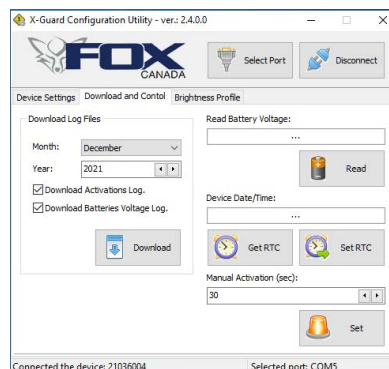 X-Guard Configuration Utility - ver.: 2.4.0.0
FOX
CANADA
Select Port
Disconnect
Device Settings
Download and Contol
Brightness Profile
Download Log Files
Month:
December
Year:
2021
Download Activations Log.
Download Batteries Voltage Log.
Download
Read Battery Voltage:
...
Read
Device Date/Time:
...
Get RTC
Set RTC
Manual Activation (sec):
30
Set
Connected the device: 21036004
Selected port: COM5